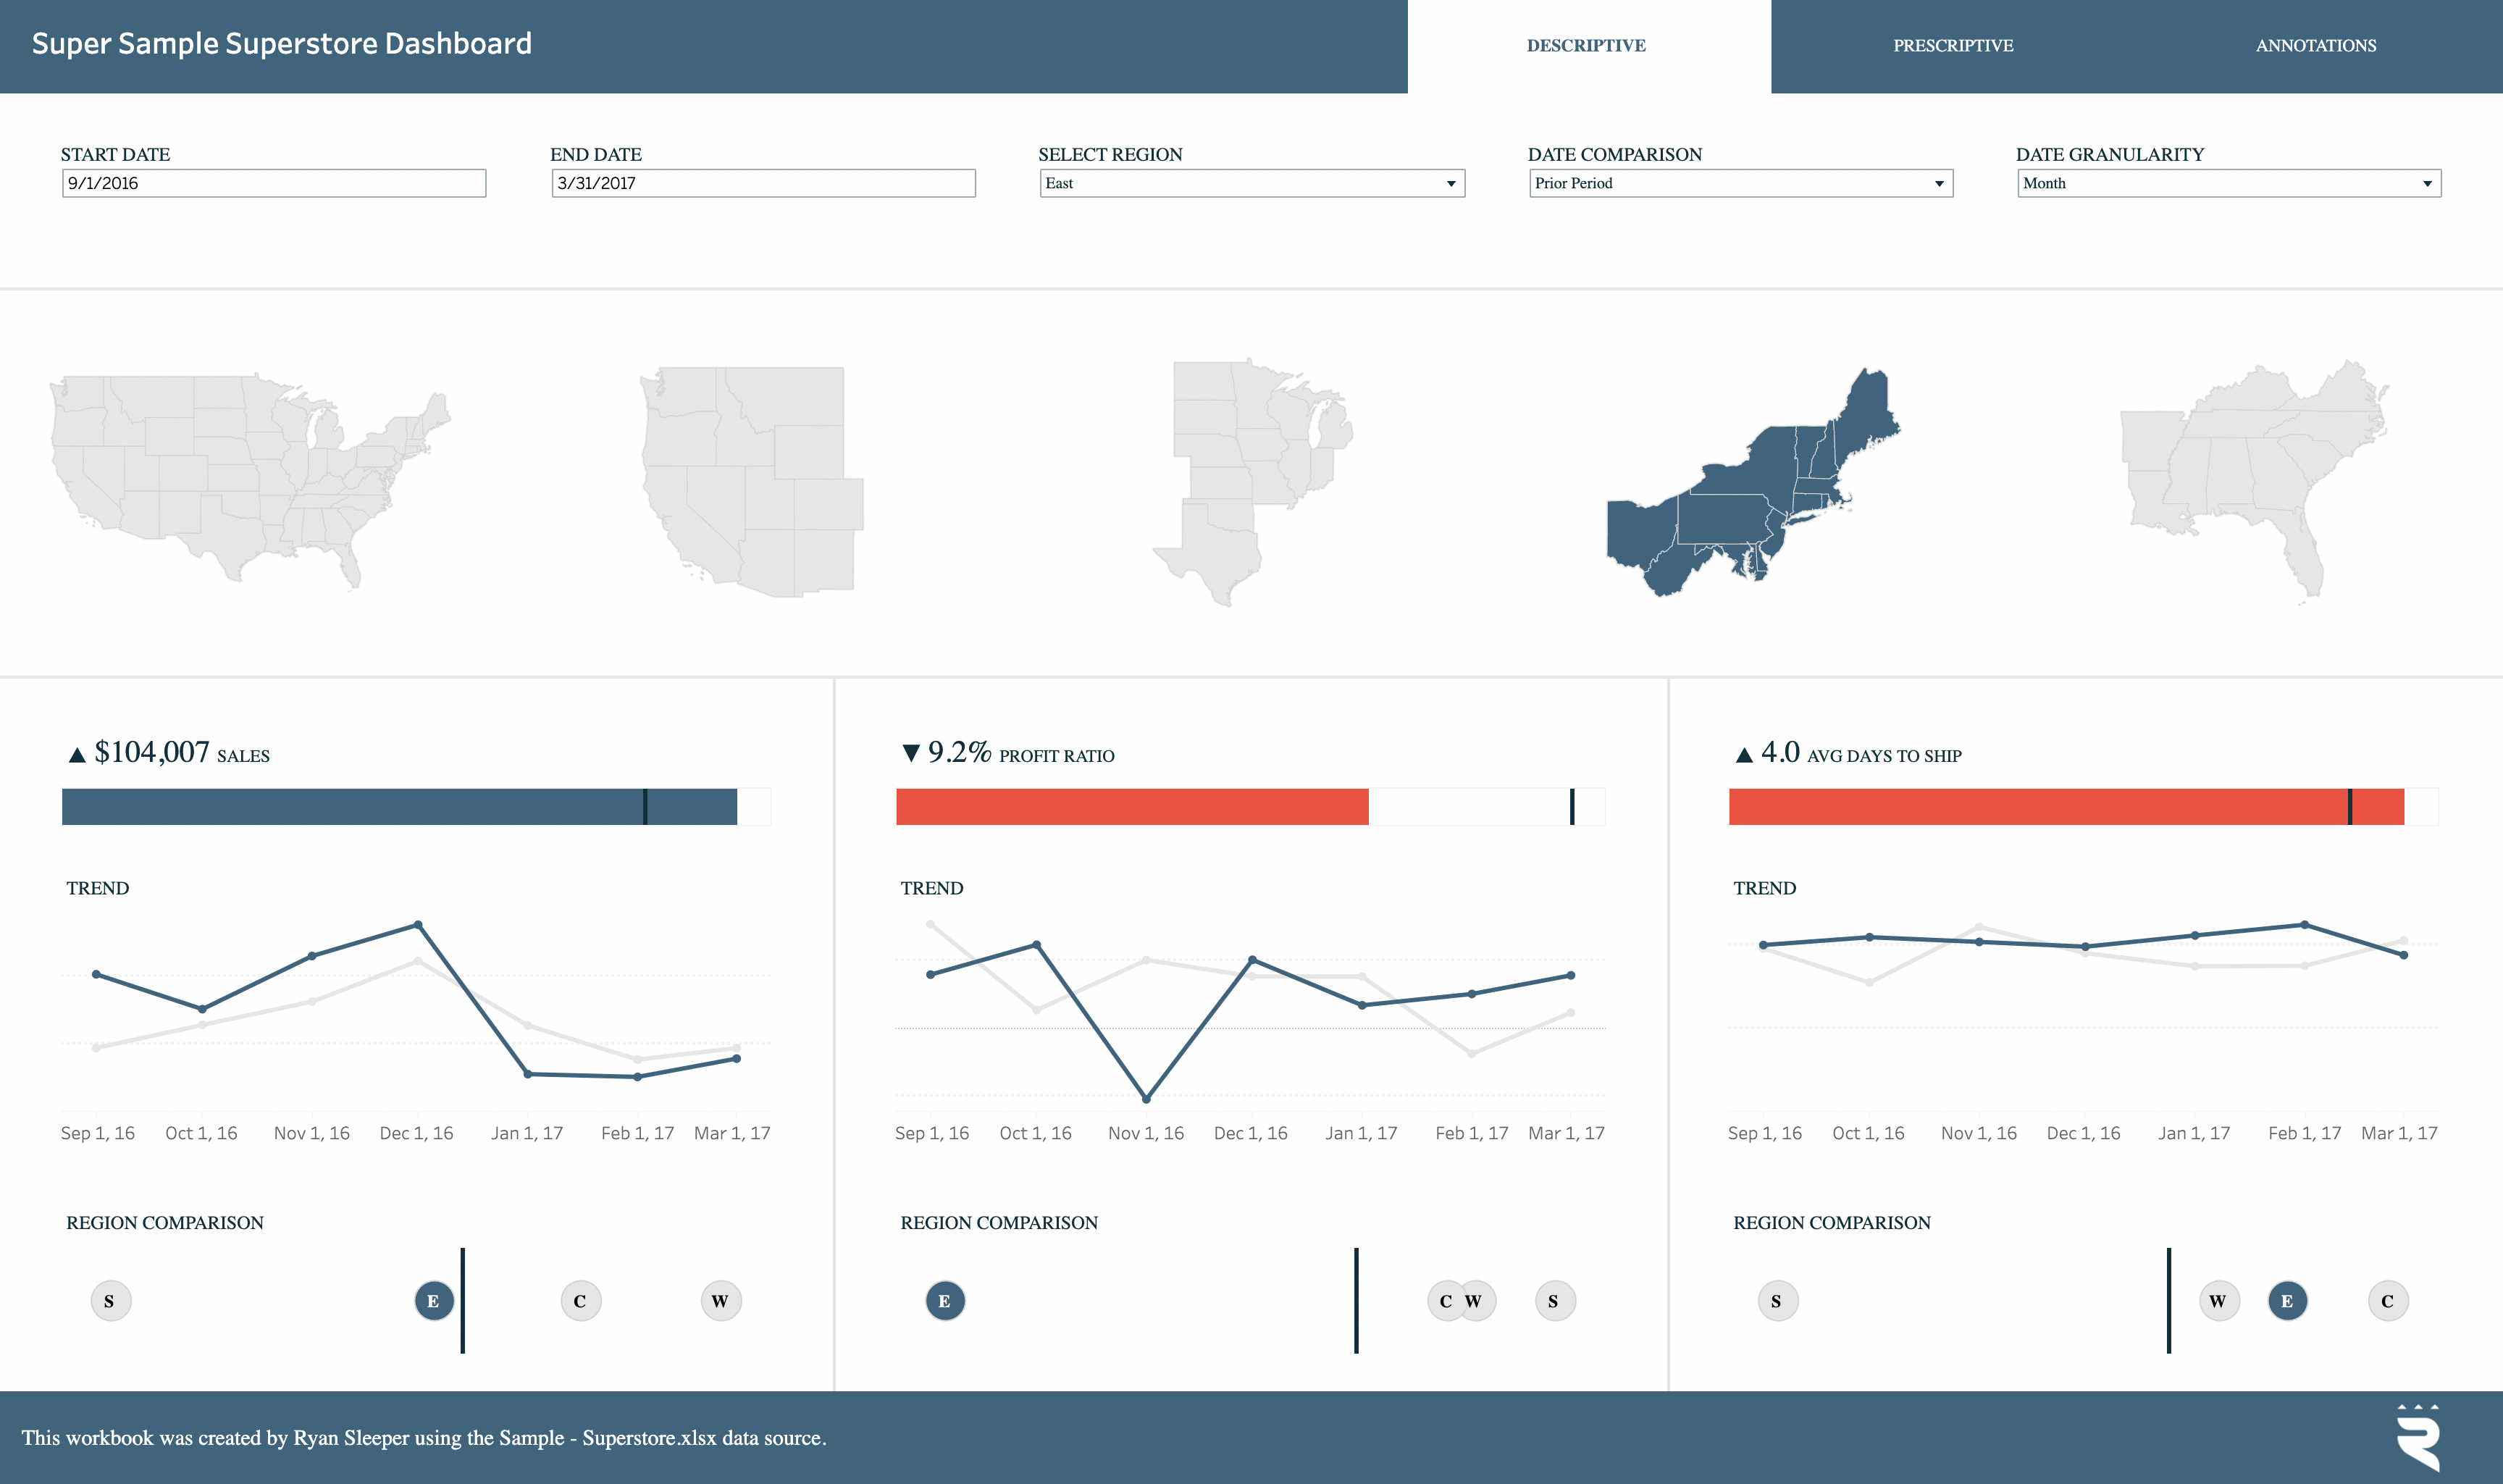 Super Sample Superstore Dashboard
DESCRIPTIVE
PRESCRIPTIVE
ANNOTATIONS
START DATE
9/1/2016
END DATE
3/31/2017
SELECT REGION
East
DATE COMPARISON
Prior Period
DATE GRANULARITY
Month
▲ $104,007 SALES
TREND
Sep 1, 16 Oct 1, 16 Nov 1, 16 Dec 1, 16 Jan 1, 17 Feb 1, 17 Mar 1, 17
REGION COMPARISON
S E C W
▼ 9.2% PROFIT RATIO
TREND
Sep 1, 16 Oct 1, 16 Nov 1, 16 Dec 1, 16 Jan 1, 17 Feb 1, 17 Mar 1, 17
REGION COMPARISON
E C W S
▲ 4.0 AVG DAYS TO SHIP
TREND
Sep 1, 16 Oct 1, 16 Nov 1, 16 Dec 1, 16 Jan 1, 17 Feb 1, 17 Mar 1, 17
REGION COMPARISON
S W E C
This workbook was created by Ryan Sleeper using the Sample - Superstore.xlsx data source.